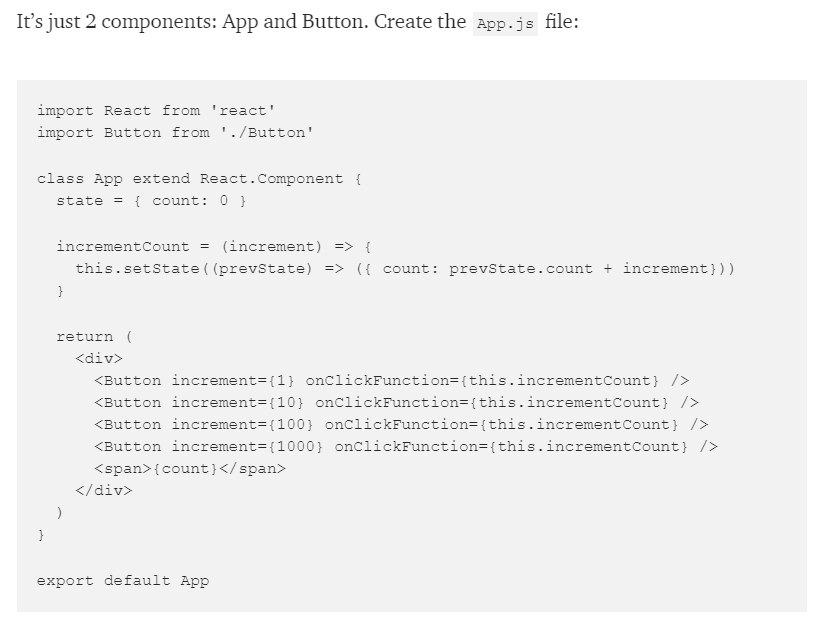 It’s just 2 components: App and Button. Create the App.js file:
import React from 'react'
import Button from './Button'
class App extend React.Component {
state = { count: 0 }
incrementCount = (increment) => {
this.setState((prevState) => ({ count: prevState.count + increment}))
}
return (
<div>
<Button increment={1} onClickFunction={this.incrementCount} />
<Button increment={10} onClickFunction={this.incrementCount} />
<Button increment={100} onClickFunction={this.incrementCount} />
<Button increment={1000} onClickFunction={this.incrementCount} />
<span>{count}</span>
</div>
)
}
export default App